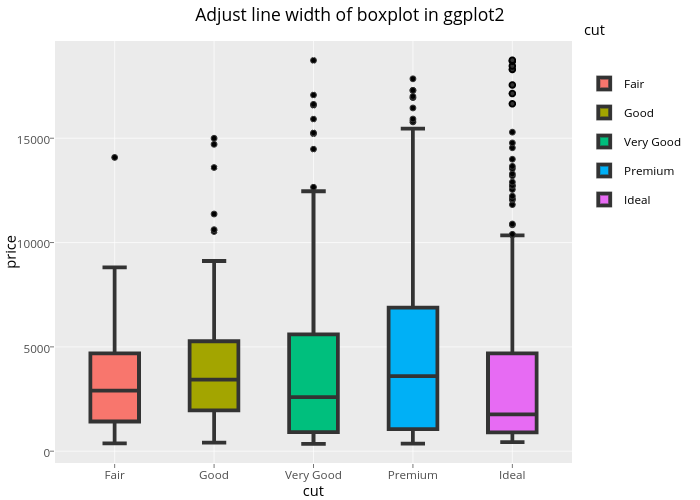 Adjust line width of boxplot in ggplot2
cut
Fair
Good
Very Good
Premium
Ideal
price
15000
10000
5000
0
Fair Good Very Good Premium Ideal
cut